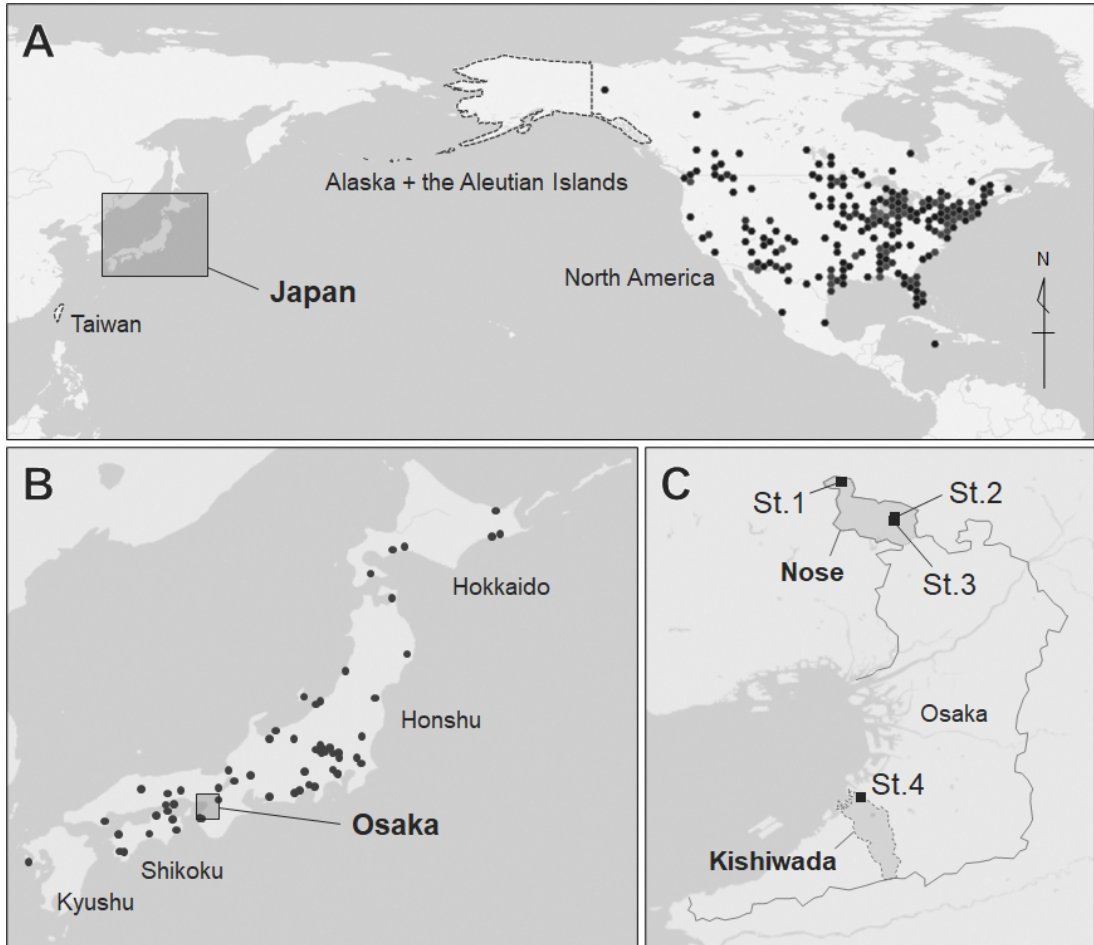 A
Alaska + the Aleutian Islands
Japan
Taiwan
North America
N
B
Hokkaido
Honshu
Osaka
Shikoku
Kyushu
C
St.1
St.2
Nose
St.3
Osaka
St.4
Kishiwada